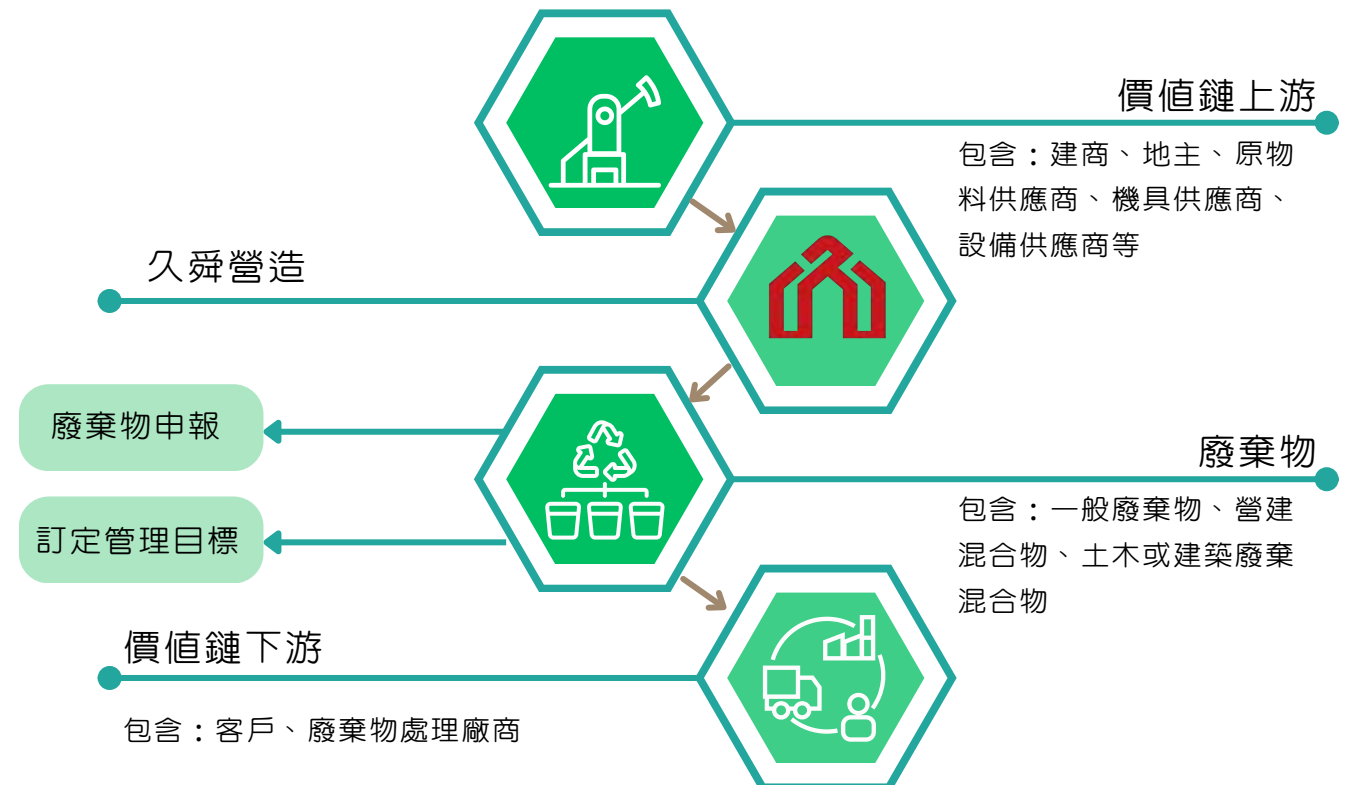 價值鏈上游
包含：建商、地主、原物
料供應商、機具供應商、
設備供應商等
久舜營造
廢棄物申報
訂定管理目標
廢棄物
包含：一般廢棄物、營建
混合物、土木或建築廢棄
混合物
價值鏈下游
包含：客戶、廢棄物處理廠商